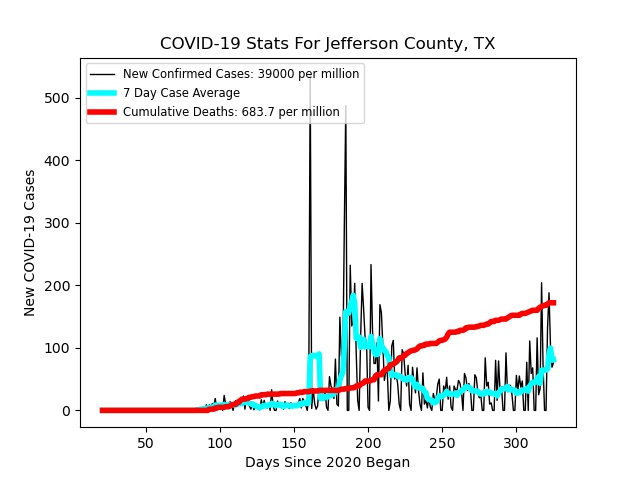 COVID-19 Stats For Jefferson County, TX
New Confirmed Cases: 39000 per million
7 Day Case Average
Cumulative Deaths: 683.7 per million
New COVID-19 Cases
500
400
300
200
100
0
50 100 150 200 250 300
Days Since 2020 Began